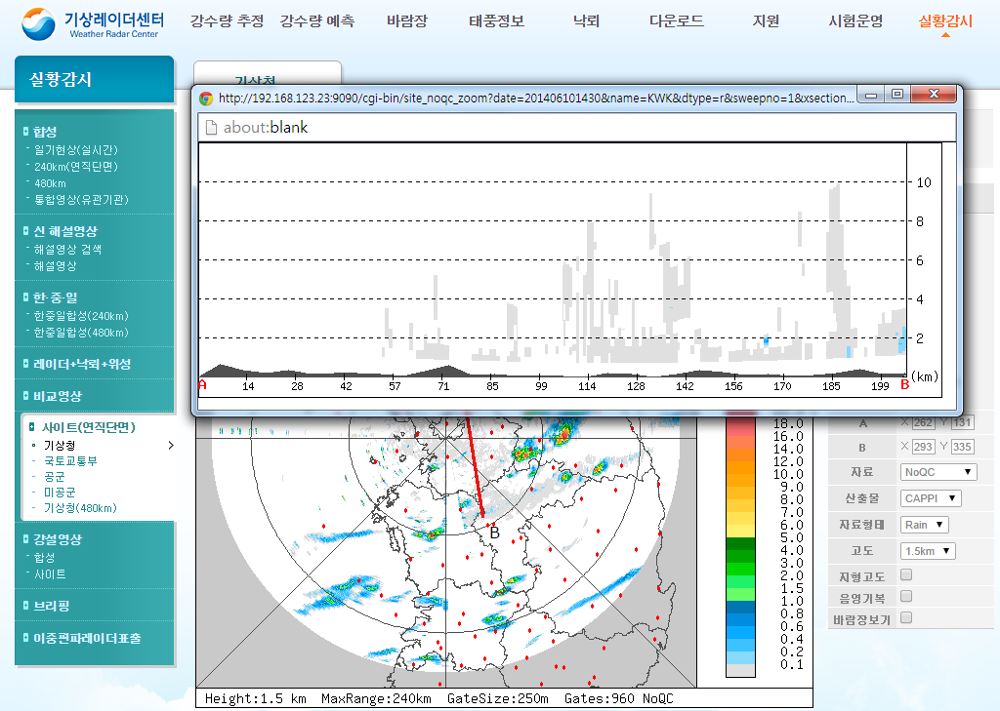 기상레이더센터
Weather Radar Center
강수량 추정 강수량 예측 바람장 태풍정보 낙뢰 다운로드 지원 시험운영 실황감시
실황감시
기상청
합성
일기현상(실시간)
240km(연직단면)
480km
통합영상(유관기관)
신 해설영상
해설영상 검색
해설영상
한·중·일
한중일합성(240km)
한중일합성(480km)
레이더+낙뢰+위성
비교영상
사이트(연직단면)
기상청
국토교통부
공군
미공군
기상청(480km)
강설영상
합성
사이트
브리핑
이중편파레이더표출
http://192.168.123.23:9090/cgi-bin/site_noqc_zoom?date=201406101430&name=KWK&dtype=r&sweepno=1&xsection...
about:blank
10
8
6
4
2
(km)
A 14 28 42 57 71 85 99 114 128 142 156 170 185 199 B
B
18.0
16.0
14.0
12.0
10.0
9.0
8.0
7.0
6.0
5.0
4.0
3.0
2.0
1.5
1.0
0.8
0.6
0.4
0.2
0.1
Height:1.5 km MaxRange:240km GateSize:250m Gates:960 NoQC
A X 262 Y 131
B X 293 Y 335
자료 NoQC
산출물 CAPPI
자료형태 Rain
고도 1.5km
지형고도
음영기복
바람장보기